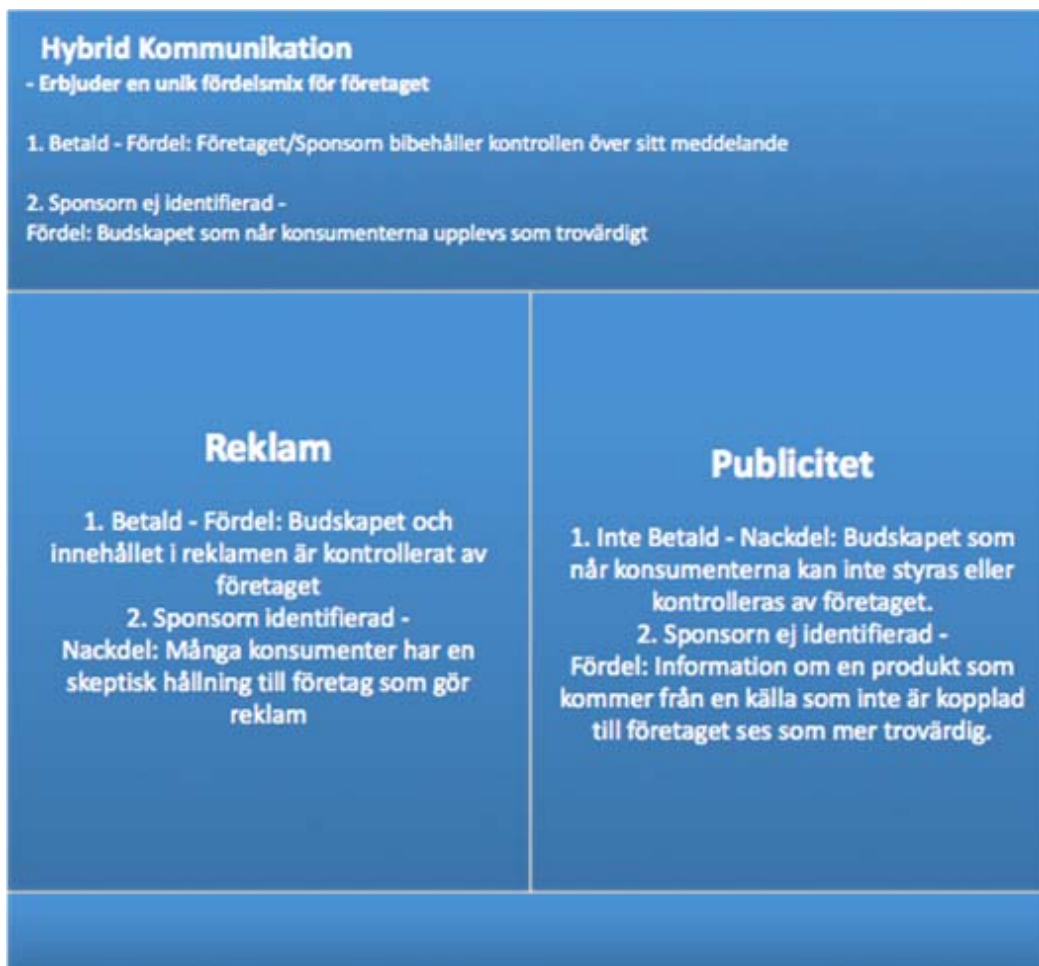 Hybrid Kommunikation
- Erbjuder en unik fördelsmix för företaget
1. Betald - Fördel: Företaget/Sponsorn bibehåller kontrollen över sitt meddelande
2. Sponsorn ej identifierad -
Fördel: Budskapet som når konsumenterna upplevs som trovärdigt
Reklam
1. Betald - Fördel: Budskapet och
innehållet i reklamen är kontrollerat av
företaget
2. Sponsorn identifierad -
Nackdel: Många konsumenter har en
skeptisk hållning till företag som gör
reklam
Publicitet
1. Inte Betald - Nackdel: Budskapet som
når konsumenterna kan inte styras eller
kontrolleras av företaget.
2. Sponsorn ej identifierad -
Fördel: Information om en produkt som
kommer från en källa som inte är kopplad
till företaget ses som mer trovärdig.